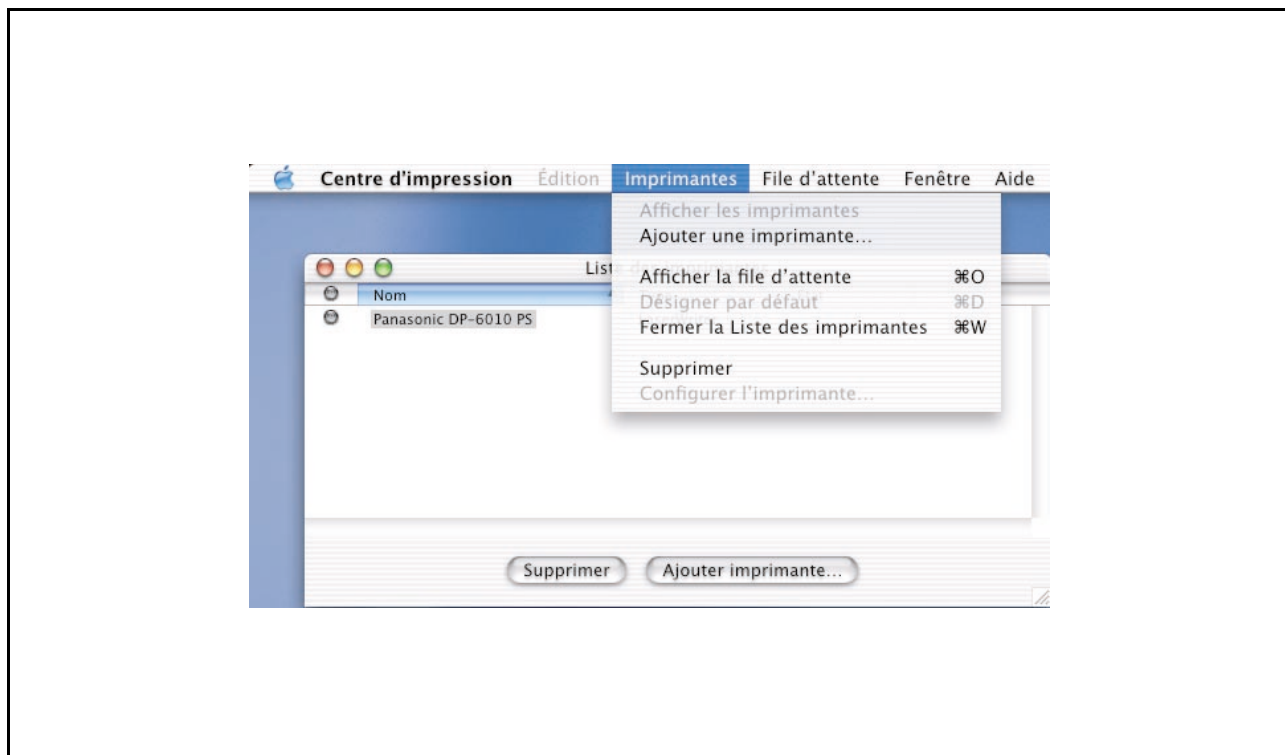 Centre d'impression Édition Imprimantes File d'attente Fenêtre Aide
Afficher les imprimantes
Ajouter une imprimante...
Afficher la file d'attente ⌘O
Désigner par défaut ⌘D
Fermer la Liste des imprimantes ⌘W
Supprimer
Configurer l'imprimante...
List
Nom
Panasonic DP-6010 PS
Supprimer Ajouter imprimante...